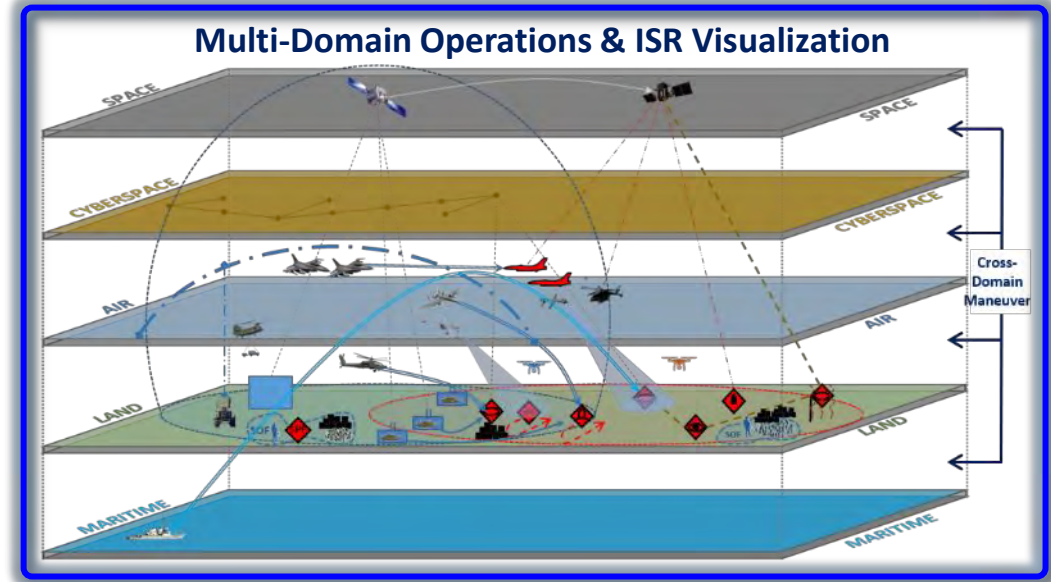 Multi-Domain Operations & ISR Visualization
SPACE
SPACE
CYBERSPACE
CYBERSPACE
Cross-
Domain
Maneuver
AIR
AIR
LAND
LAND
SOF
SOF
MARITIME
MARITIME